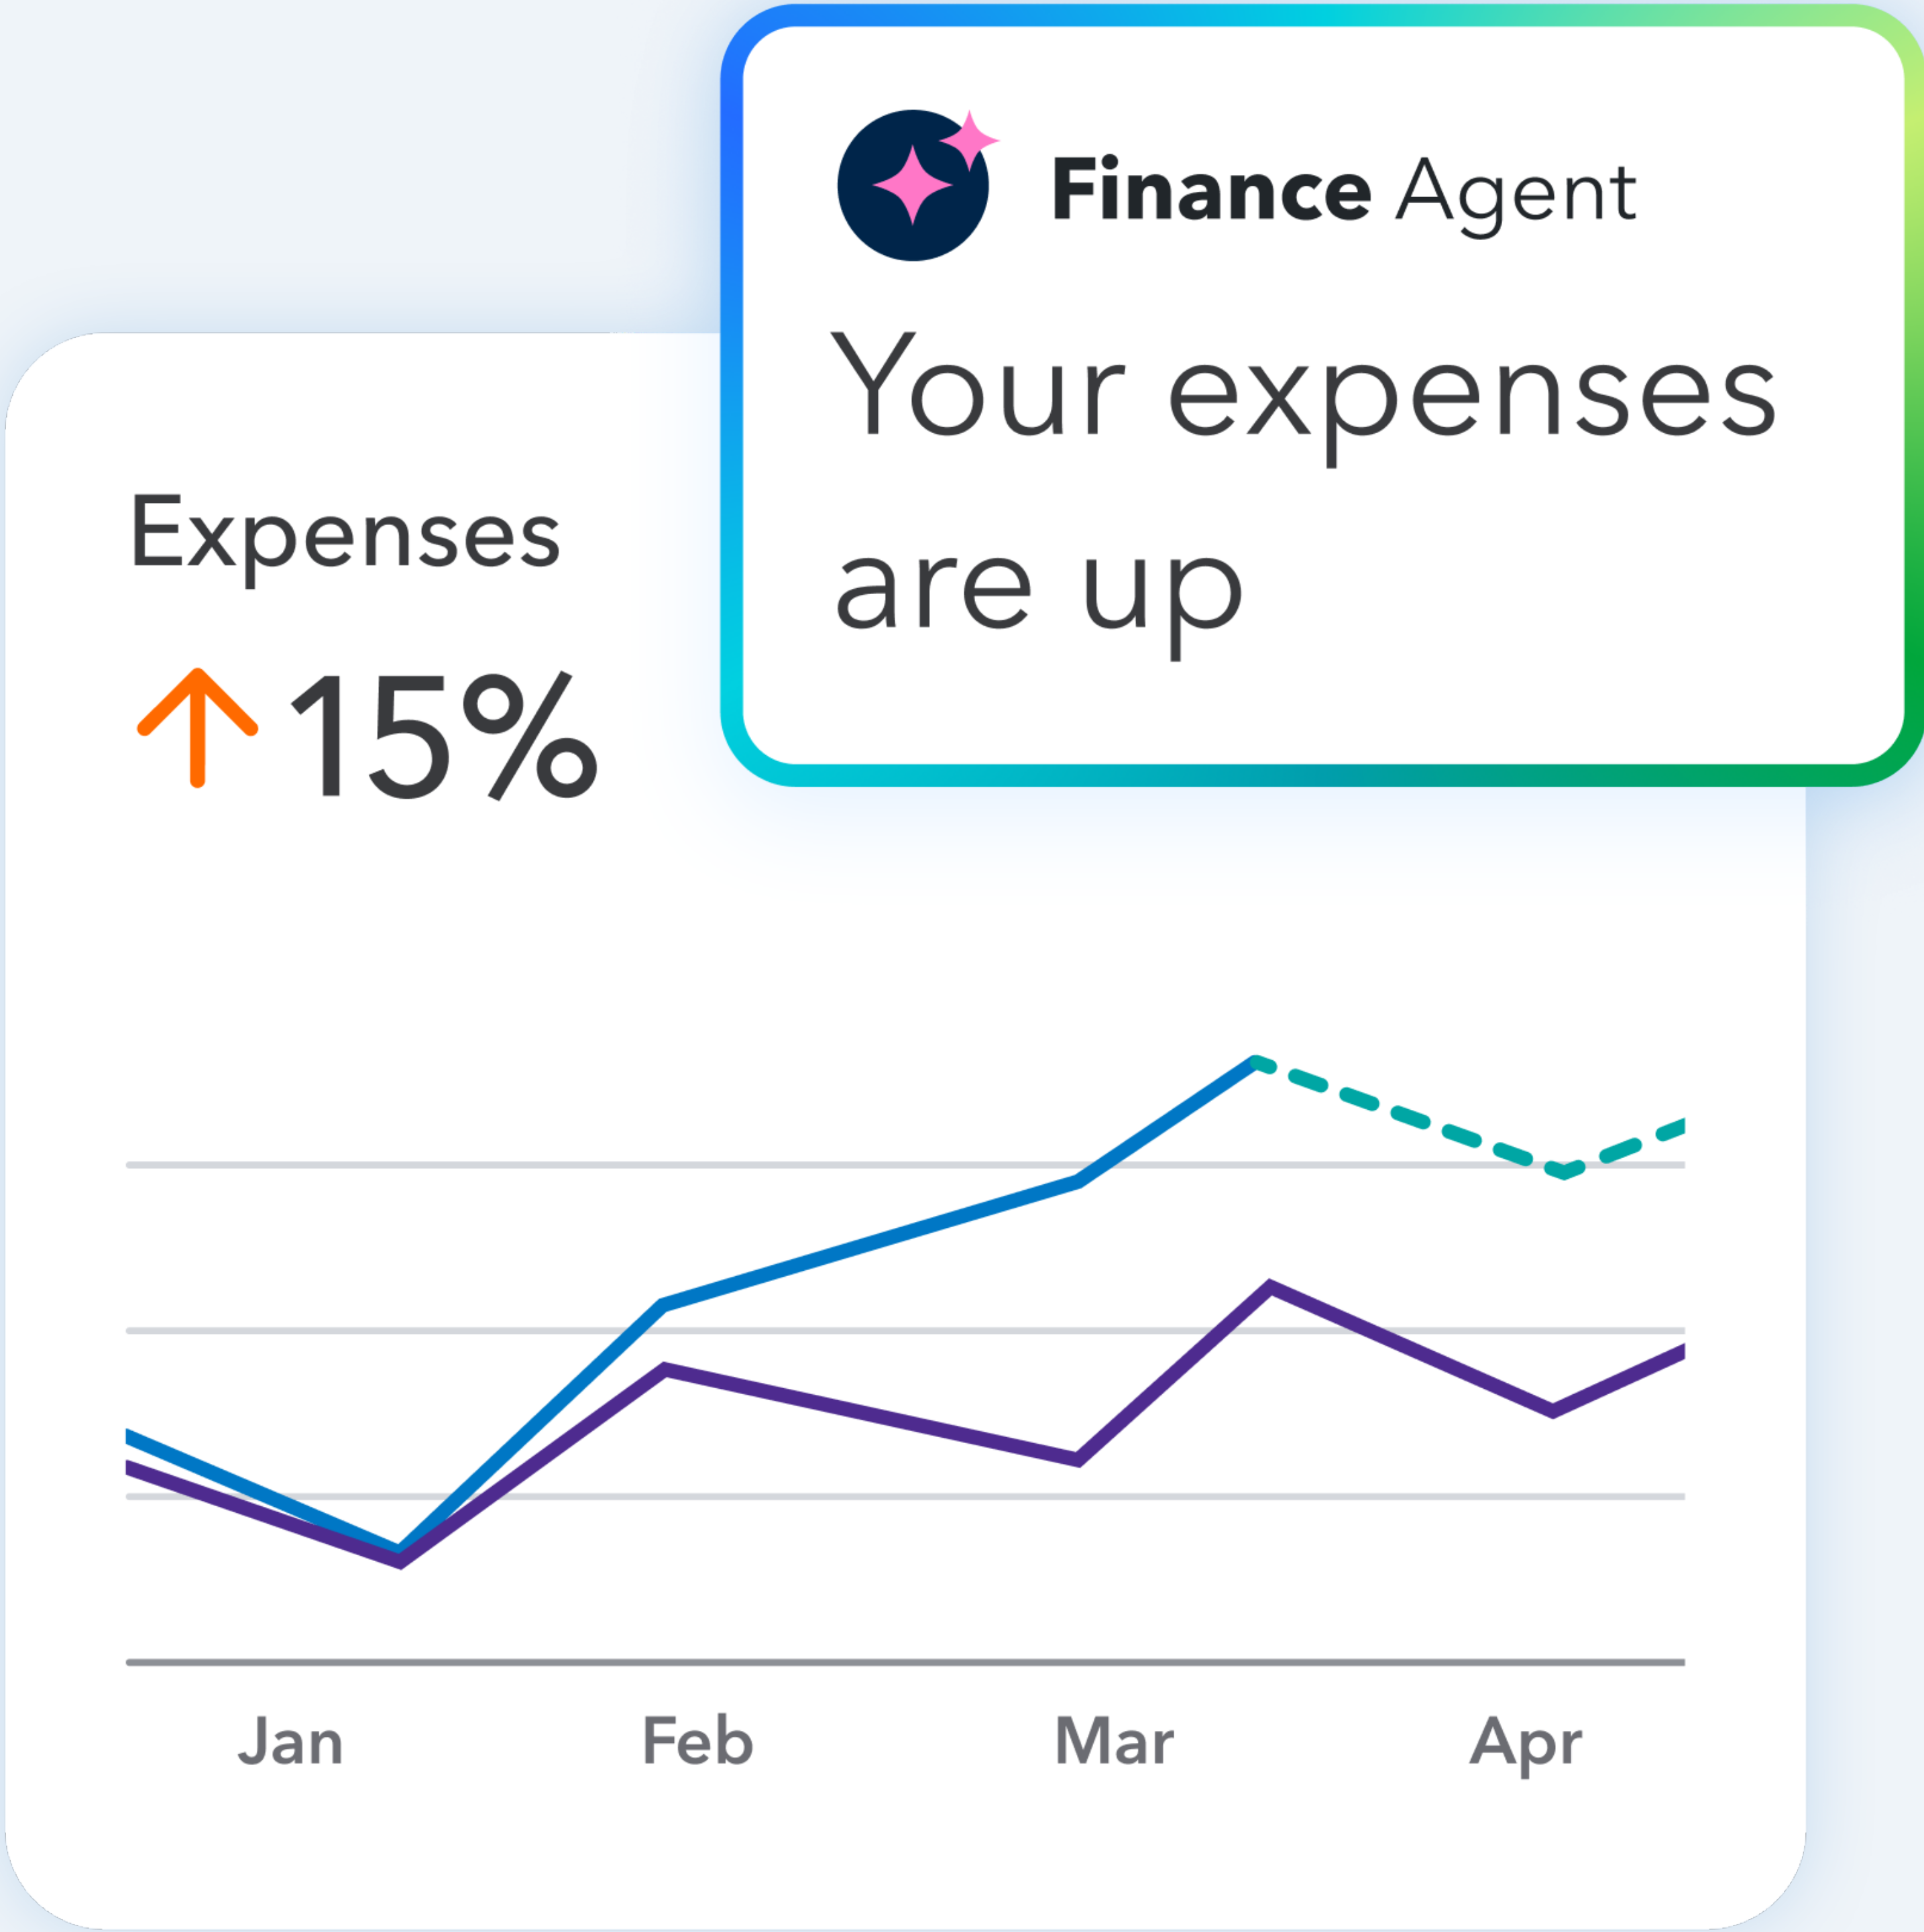 Finance Agent
Your expenses
are up
Expenses
↑ 15%
Jan Feb Mar Apr